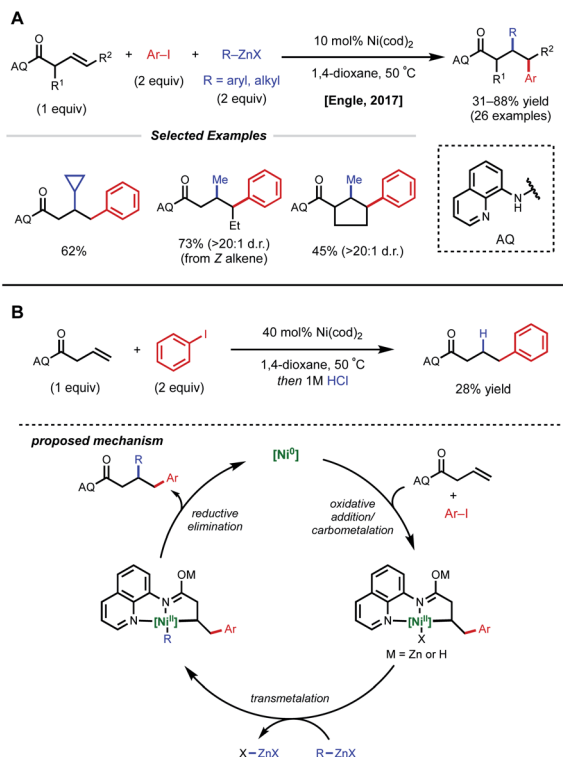 A
O
AQ
R¹
R²
(1 equiv)
+
Ar–I
(2 equiv)
+
R–ZnX
R = aryl, alkyl
(2 equiv)
10 mol% Ni(cod)₂
1,4-dioxane, 50 ˚C
[Engle, 2017]
O
R
AQ
R²
R¹
Ar
31–88% yield
(26 examples)
Selected Examples
O
AQ
62%
O
Me
AQ
Et
73% (>20:1 d.r.)
(from Z alkene)
O
Me
AQ
45% (>20:1 d.r.)
N
N
H
AQ
B
O
AQ
(1 equiv)
+
I
(2 equiv)
40 mol% Ni(cod)₂
1,4-dioxane, 50 ˚C
then 1M HCl
O
H
AQ
28% yield
proposed mechanism
O
R
AQ
Ar
[Ni⁰]
O
AQ
+
Ar–I
reductive
elimination
oxidative
addition/
carbometalation
OM
N
N
[Niᴵᴵ]
R
Ar
OM
N
N
[Niᴵᴵ]
X
Ar
M = Zn or H
transmetalation
X–ZnX
R–ZnX